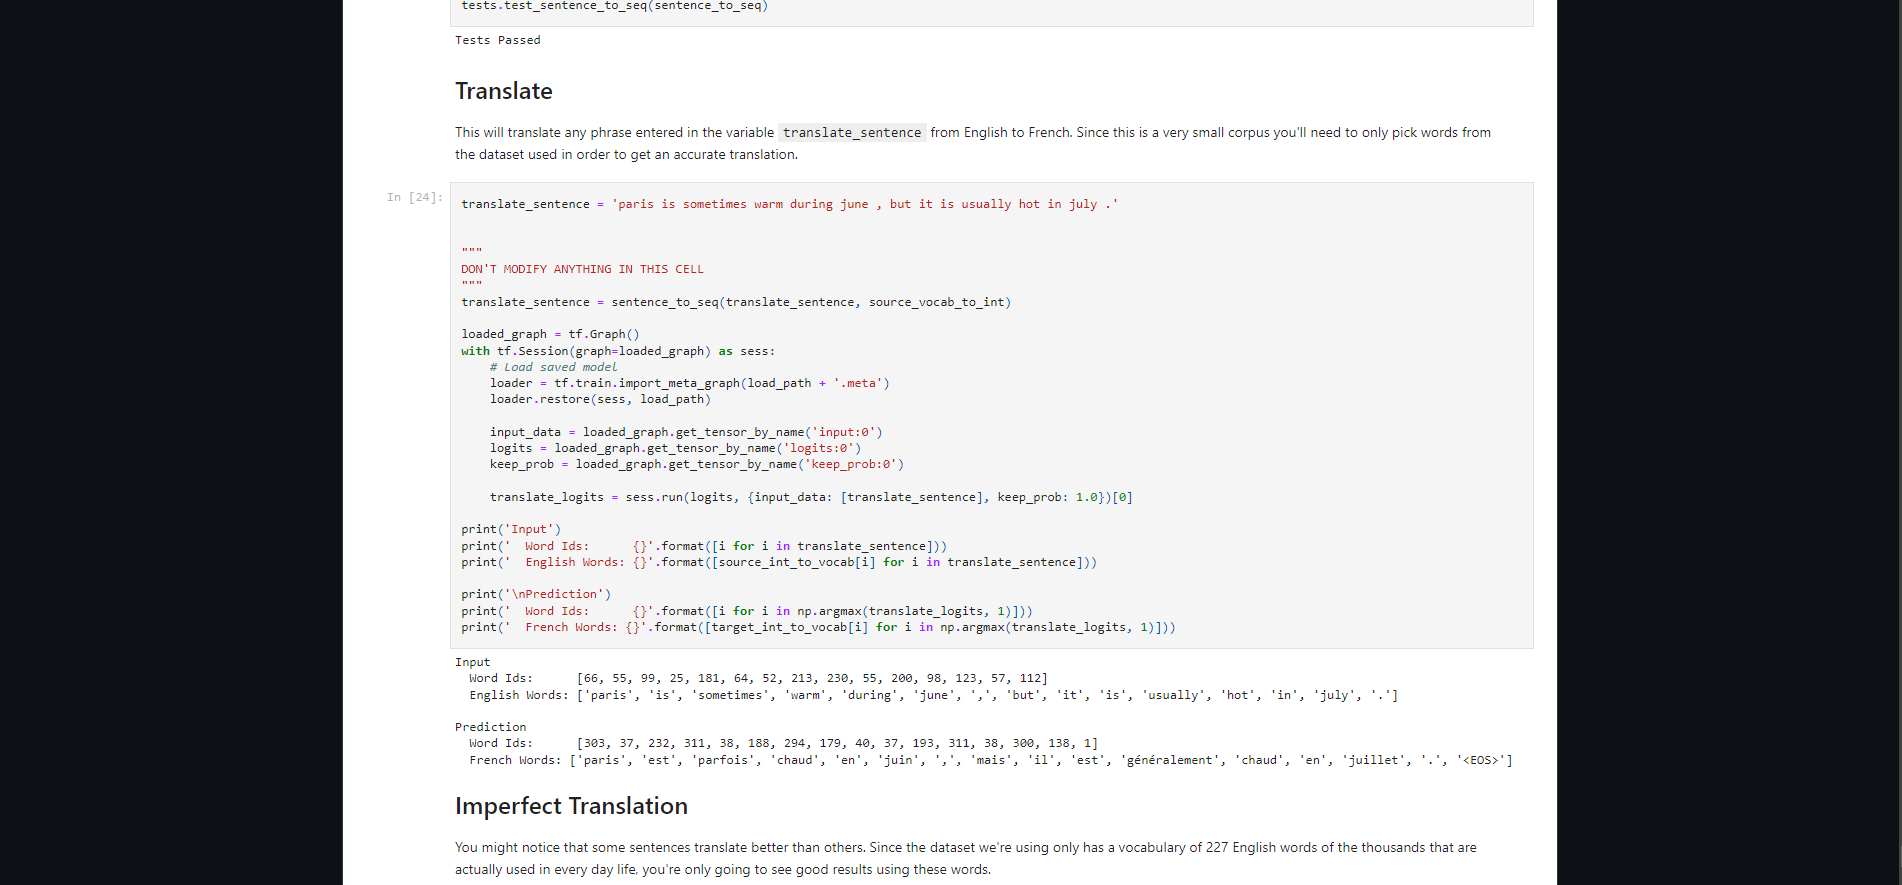 tests.test_sentence_to_seq(sentence_to_seq)
Tests Passed
Translate
This will translate any phrase entered in the variable translate_sentence from English to French. Since this is a very small corpus you'll need to only pick words from
the dataset used in order to get an accurate translation.
In [24]:
translate_sentence = 'paris is sometimes warm during june , but it is usually hot in july .'
"""
DON'T MODIFY ANYTHING IN THIS CELL
"""
translate_sentence = sentence_to_seq(translate_sentence, source_vocab_to_int)
loaded_graph = tf.Graph()
with tf.Session(graph=loaded_graph) as sess:
    # Load saved model
    loader = tf.train.import_meta_graph(load_path + '.meta')
    loader.restore(sess, load_path)
    input_data = loaded_graph.get_tensor_by_name('input:0')
    logits = loaded_graph.get_tensor_by_name('logits:0')
    keep_prob = loaded_graph.get_tensor_by_name('keep_prob:0')
    translate_logits = sess.run(logits, {input_data: [translate_sentence], keep_prob: 1.0})[0]
print('Input')
print('  Word Ids:      {}'.format([i for i in translate_sentence]))
print('  English Words: {}'.format([source_int_to_vocab[i] for i in translate_sentence]))
print('\nPrediction')
print('  Word Ids:      {}'.format([i for i in np.argmax(translate_logits, 1)]))
print('  French Words: {}'.format([target_int_to_vocab[i] for i in np.argmax(translate_logits, 1)]))
Input
  Word Ids:      [66, 55, 99, 25, 181, 64, 52, 213, 230, 55, 200, 98, 123, 57, 112]
  English Words: ['paris', 'is', 'sometimes', 'warm', 'during', 'june', ',', 'but', 'it', 'is', 'usually', 'hot', 'in', 'july', '.']
Prediction
  Word Ids:      [303, 37, 232, 311, 38, 188, 294, 179, 40, 37, 193, 311, 38, 300, 138, 1]
  French Words: ['paris', 'est', 'parfois', 'chaud', 'en', 'juin', ',', 'mais', 'il', 'est', 'généralement', 'chaud', 'en', 'juillet', '.', '<EOS>']
Imperfect Translation
You might notice that some sentences translate better than others. Since the dataset we're using only has a vocabulary of 227 English words of the thousands that are
actually used in every day life, you're only going to see good results using these words.